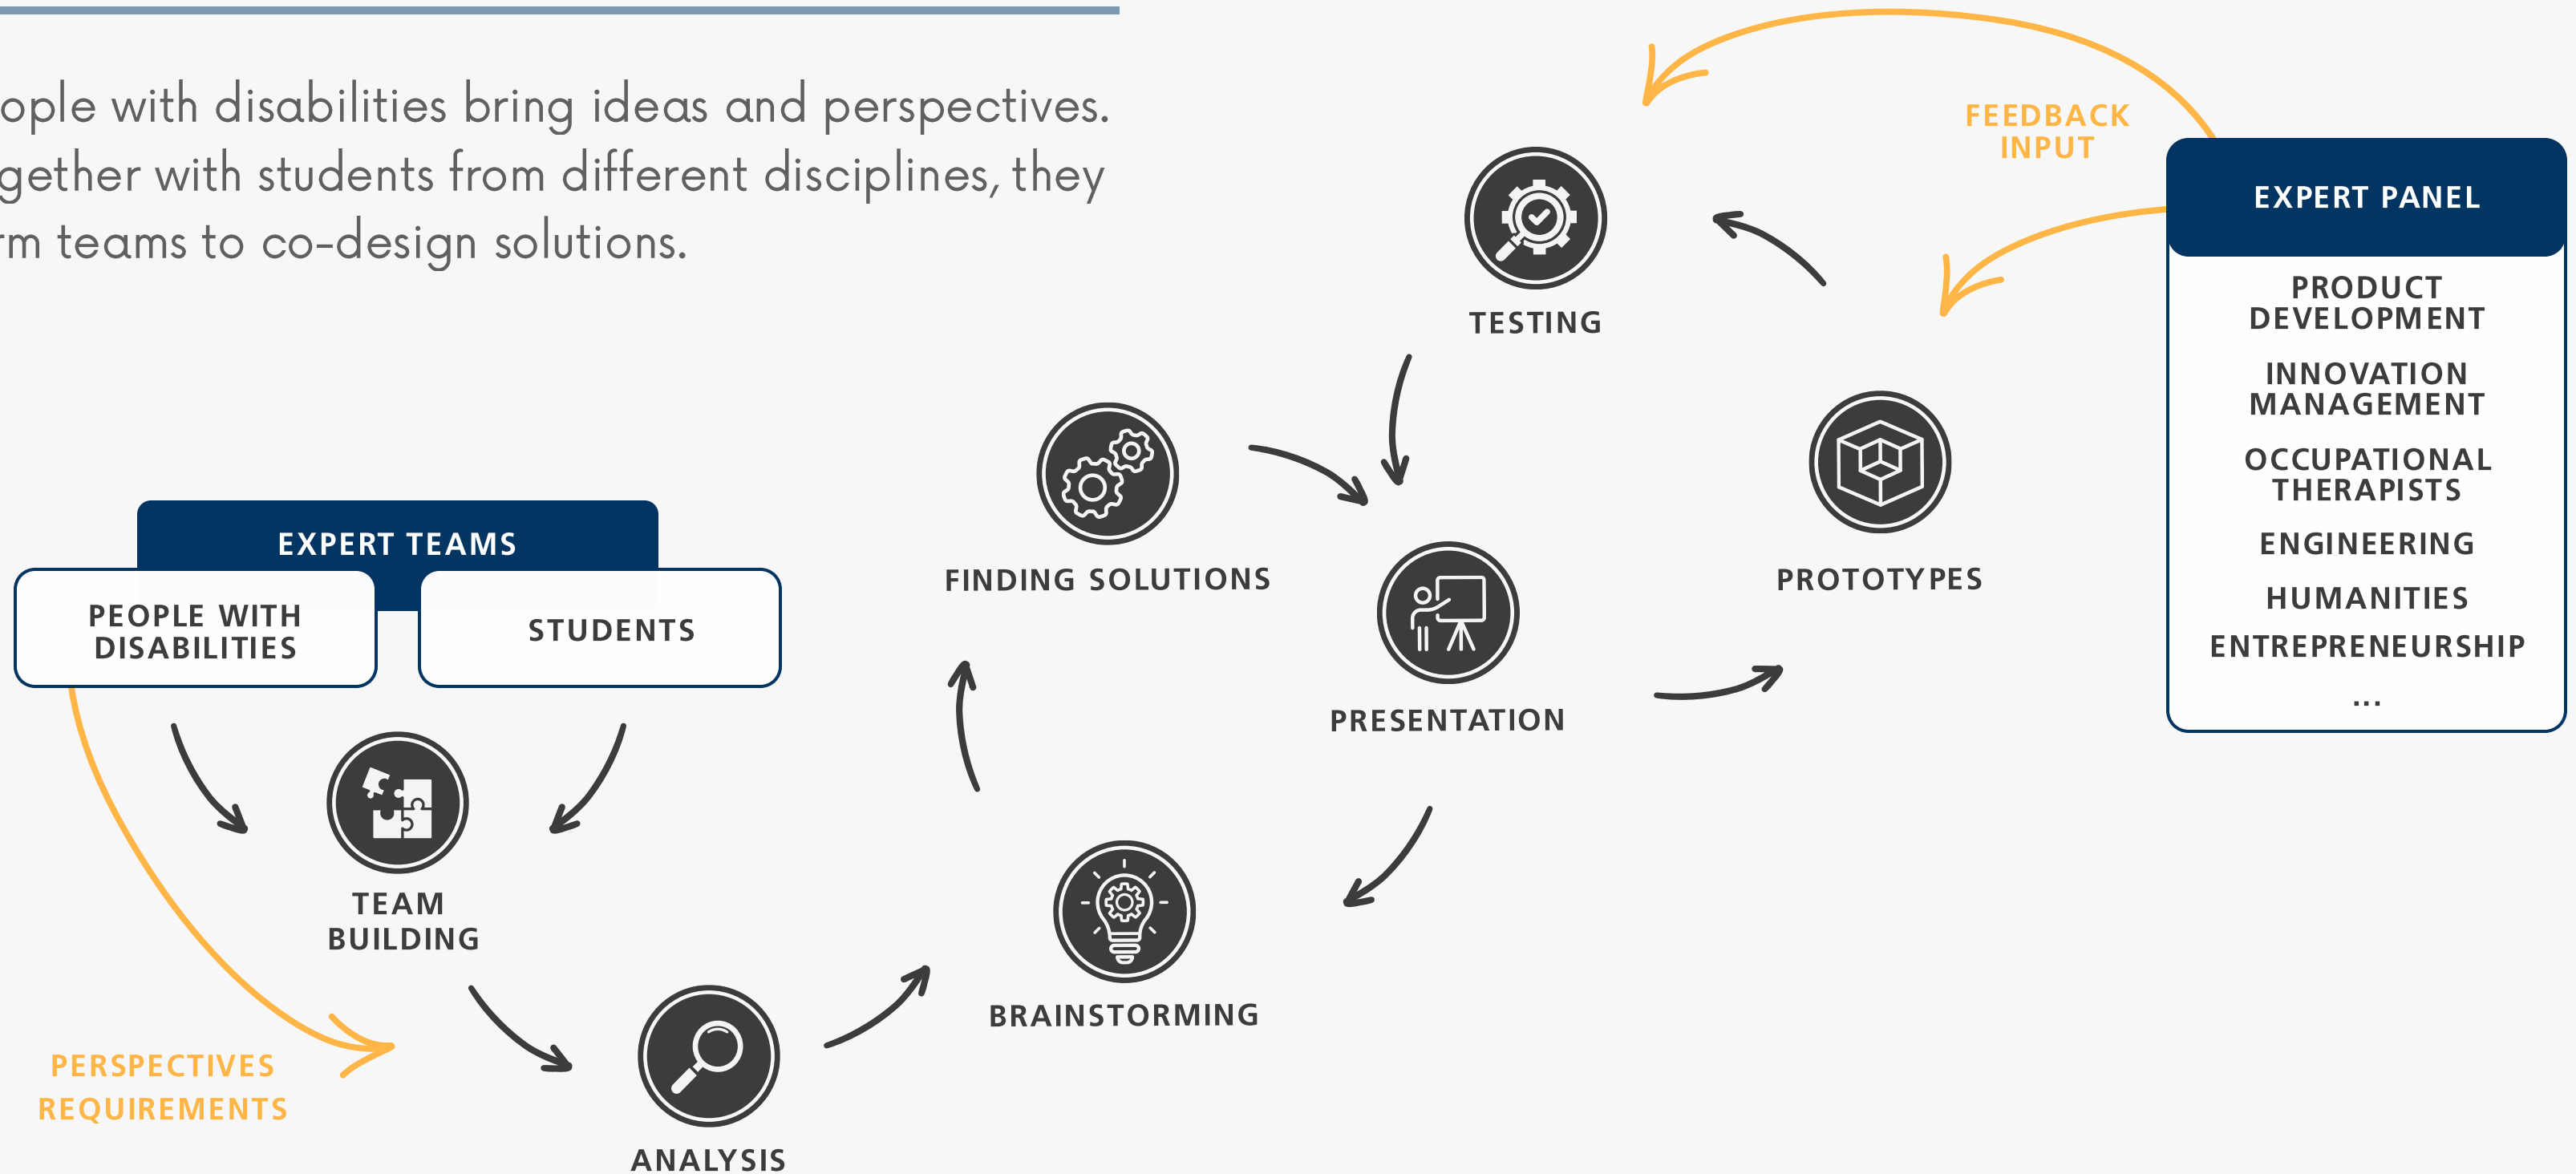 ople with disabilities bring ideas and perspectives.
gether with students from different disciplines, they
rm teams to co-design solutions.
EXPERT TEAMS
PEOPLE WITH
DISABILITIES
STUDENTS
TEAM
BUILDING
PERSPECTIVES
REQUIREMENTS
ANALYSIS
BRAINSTORMING
FINDING SOLUTIONS
PRESENTATION
PROTOTYPES
TESTING
FEEDBACK
INPUT
EXPERT PANEL
PRODUCT
DEVELOPMENT
INNOVATION
MANAGEMENT
OCCUPATIONAL
THERAPISTS
ENGINEERING
HUMANITIES
ENTREPRENEURSHIP
...